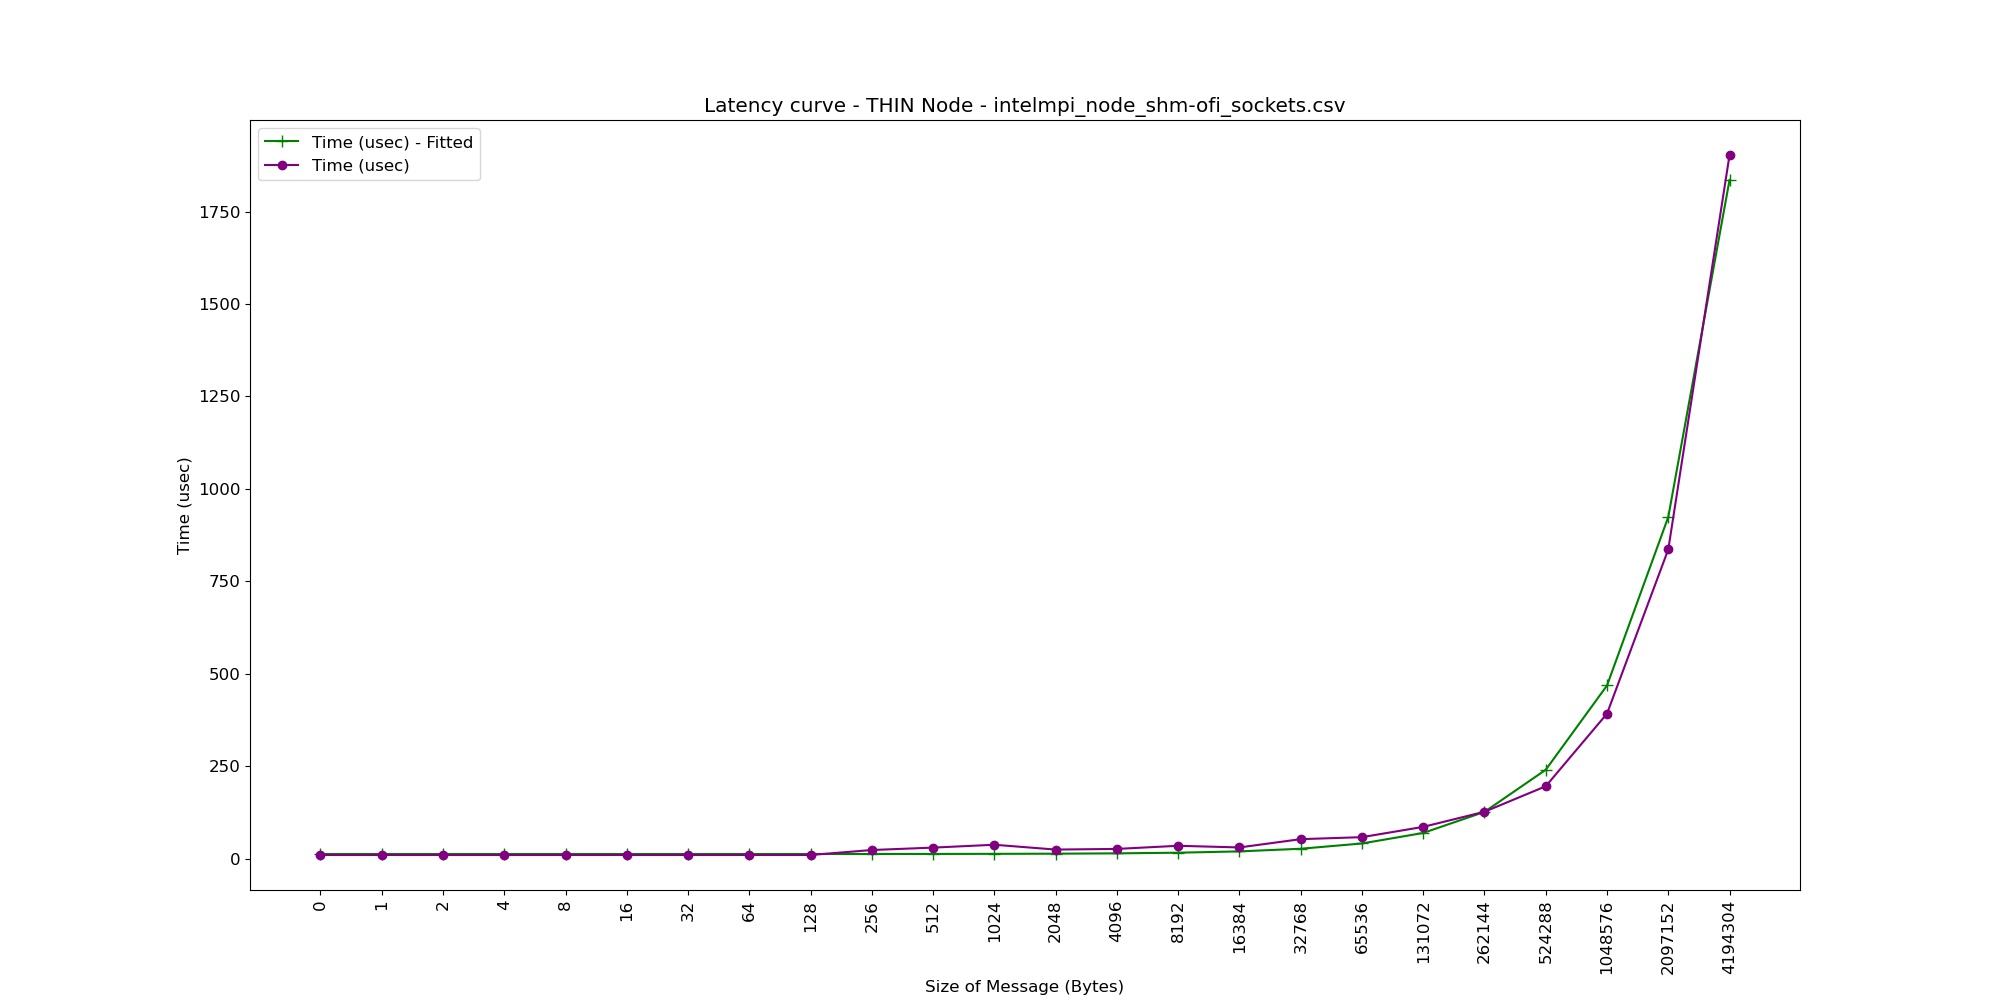 Latency curve - THIN Node - intelmpi_node_shm-ofi_sockets.csv
Time (usec) - Fitted
Time (usec)
1750
1500
1250
1000
750
500
250
0
Time (usec)
0 1 2 4 8 16 32 64 128 256 512 1024 2048 4096 8192 16384 32768 65536 131072 262144 524288 1048576 2097152 4194304
Size of Message (Bytes)